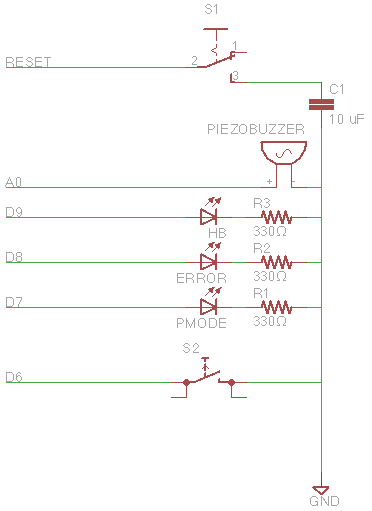 S1
1
RESET
2
3
C1
10 uF
PIEZOBUZZER
+
-
A0
D9
R3
HB
330Ω
D8
R2
ERROR
330Ω
D7
R1
PMODE
330Ω
S2
D6
GND